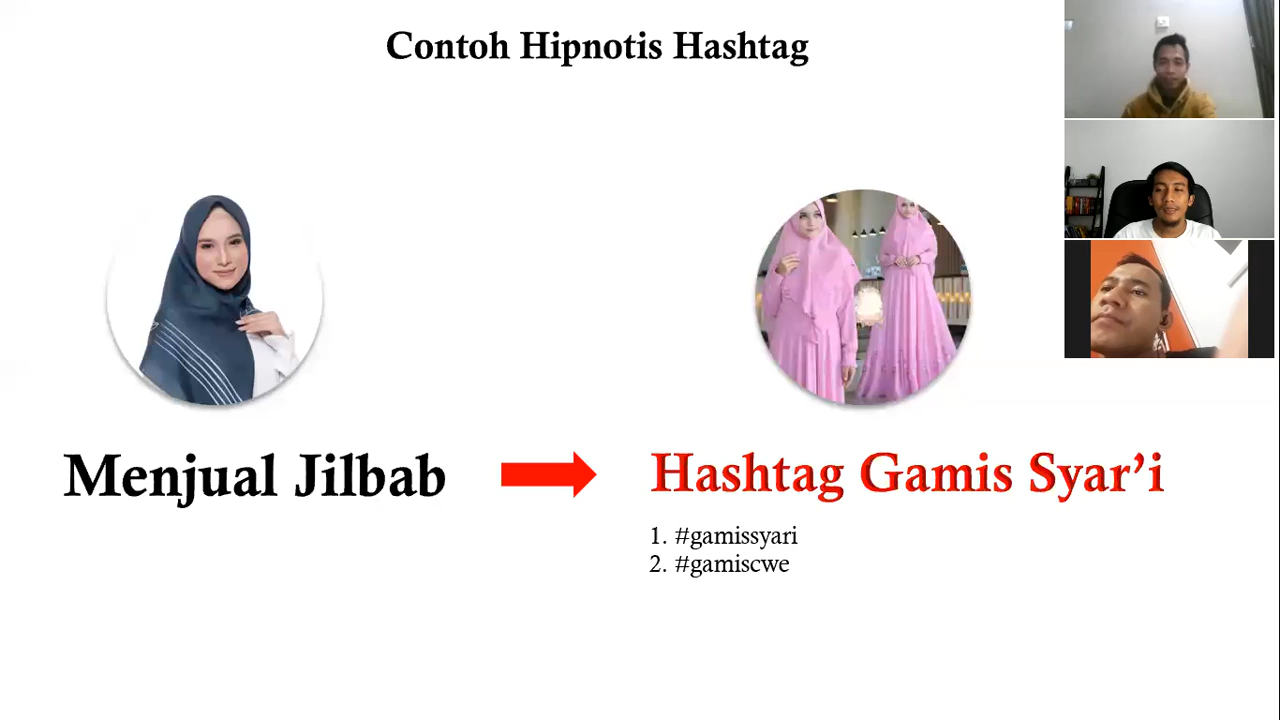 Contoh Hipnotis Hashtag
Menjual Jilbab
Hashtag Gamis Syar’i
1. #gamissyari
2. #gamiscwe